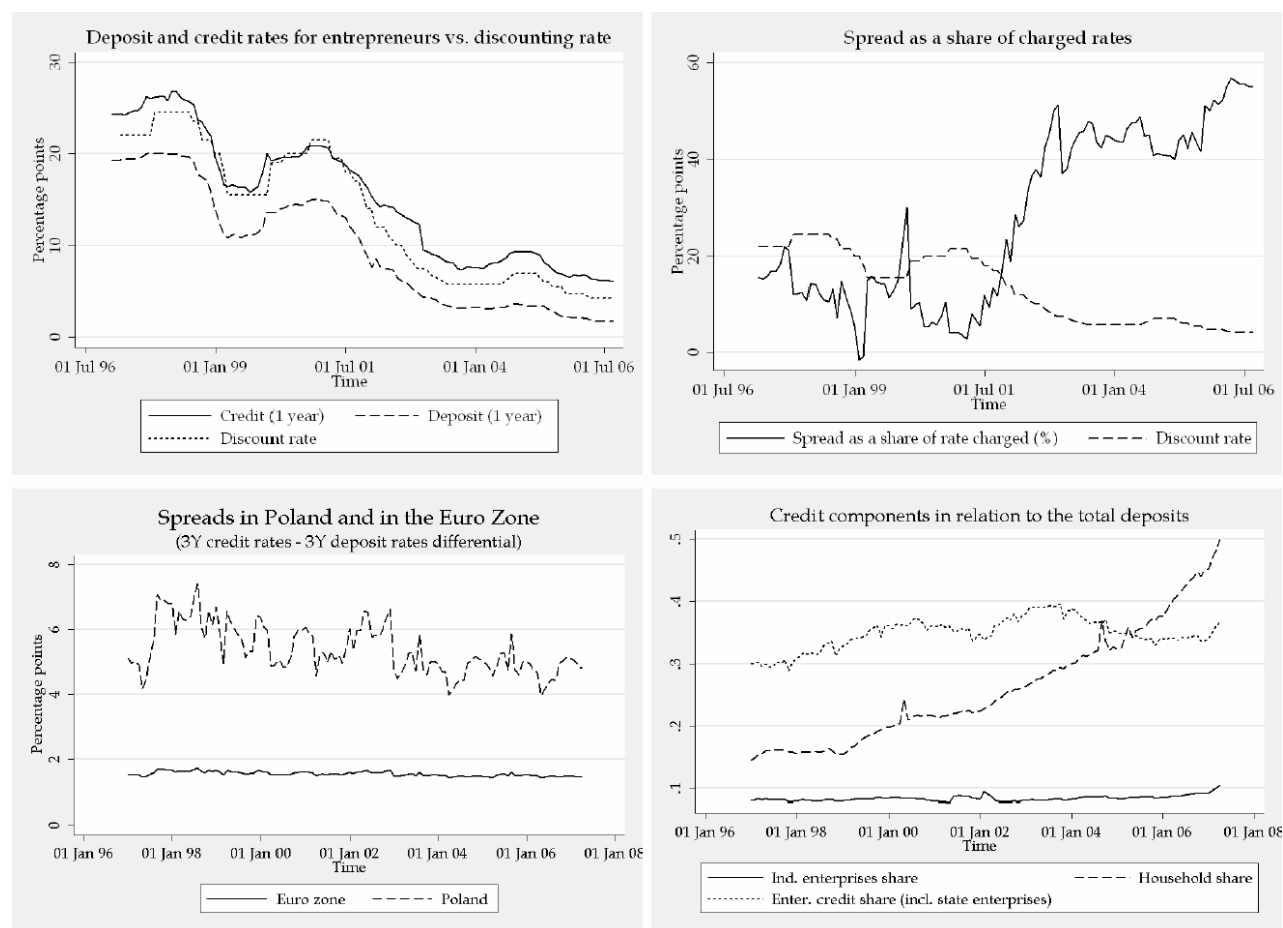 Deposit and credit rates for entrepreneurs vs. discounting rate
Percentage points
30
20
10
0
01 Jul 96 01 Jan 99 01 Jul 01 01 Jan 04 01 Jul 06
Time
Credit (1 year) Deposit (1 year)
Discount rate
Spread as a share of charged rates
Percentage points
60
40
20
0
01 Jul 96 01 Jan 99 01 Jul 01 01 Jan 04 01 Jul 06
Time
Spread as a share of rate charged (%) Discount rate
Spreads in Poland and in the Euro Zone
(3Y credit rates - 3Y deposit rates differential)
Percentage points
8
6
4
2
0
01 Jan 96 01 Jan 98 01 Jan 00 01 Jan 02 01 Jan 04 01 Jan 06 01 Jan 08
Time
Euro zone Poland
Credit components in relation to the total deposits
.5
.4
.3
.2
.1
01 Jan 96 01 Jan 98 01 Jan 00 01 Jan 02 01 Jan 04 01 Jan 06 01 Jan 08
Time
Ind. enterprises share Household share
Enter. credit share (incl. state enterprises)